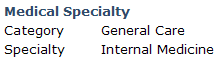 Medical Specialty
Category General Care
Specialty Internal Medicine